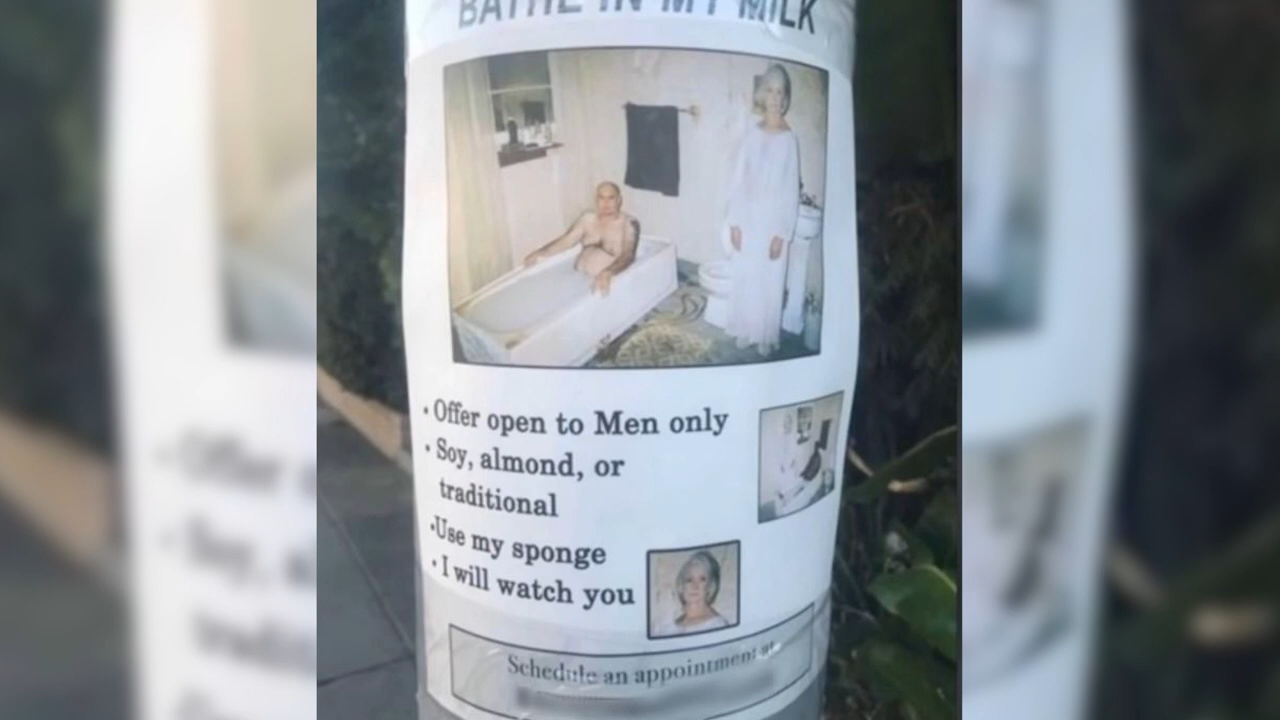 BATHE IN MY MILK
· Offer open to Men only
· Soy, almond, or
traditional
· Use my sponge
· I will watch you
Schedule an appointment at